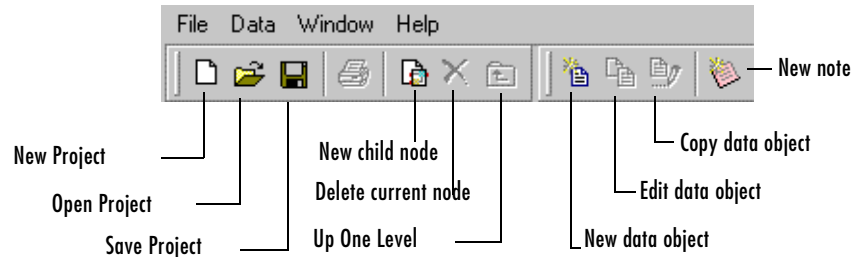 File Data Window Help
New note
New Project
New child node
Copy data object
Open Project
Delete current node
Edit data object
Save Project
Up One Level
New data object